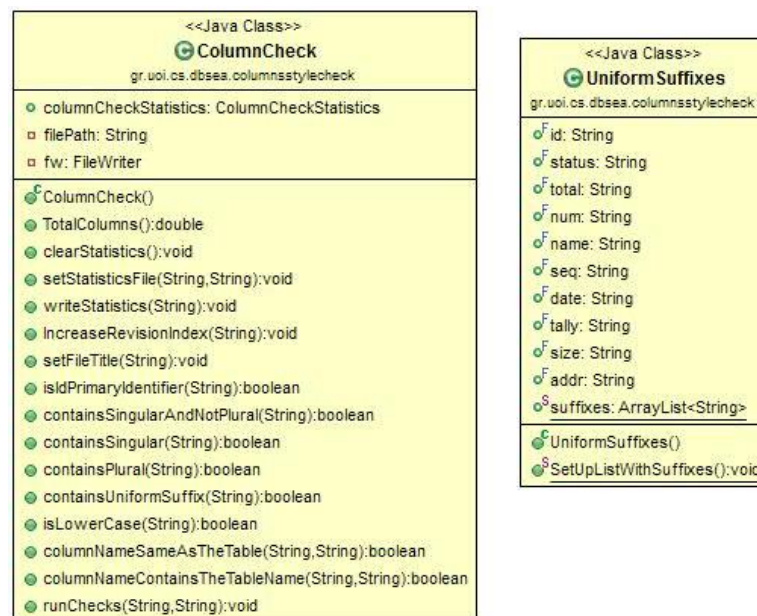 <<Java Class>>
ColumnCheck
gr.uoi.cs.dbsea.columnsstylecheck
columnCheckStatistics: ColumnCheckStatistics
filePath: String
fw: FileWriter
C ColumnCheck()
TotalColumns():double
clearStatistics():void
setStatisticsFile(String,String):void
writeStatistics(String):void
IncreaseRevisionIndex(String):void
setFileTitle(String):void
isIdPrimaryIdentifier(String):boolean
containsSingularAndNotPlural(String):boolean
containsSingular(String):boolean
containsPlural(String):boolean
containsUniformSuffix(String):boolean
isLowerCase(String):boolean
columnNameSameAsTheTable(String,String):boolean
columnNameContainsTheTableName(String,String):boolean
runChecks(String,String):void
<<Java Class>>
UniformSuffixes
gr.uoi.cs.dbsea.columnsstylecheck
F id: String
F status: String
F total: String
F num: String
F name: String
F seq: String
F date: String
F tally: String
F size: String
F addr: String
S suffixes: ArrayList<String>
C UniformSuffixes()
S SetUpListWithSuffixes():void